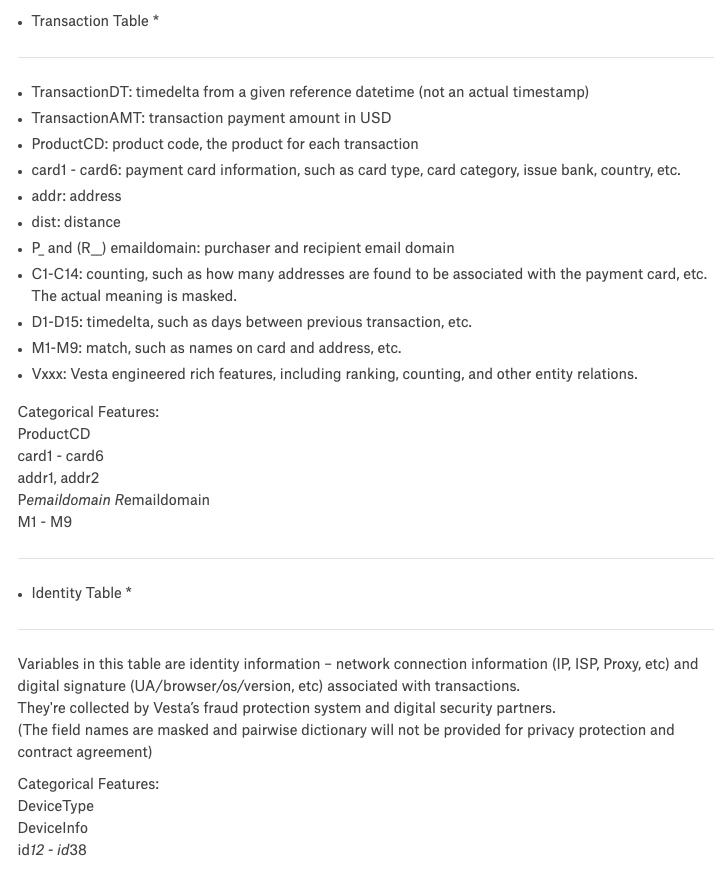 • Transaction Table *
• TransactionDT: timedelta from a given reference datetime (not an actual timestamp)
• TransactionAMT: transaction payment amount in USD
• ProductCD: product code, the product for each transaction
• card1 - card6: payment card information, such as card type, card category, issue bank, country, etc.
• addr: address
• dist: distance
• P_ and (R__) emaildomain: purchaser and recipient email domain
• C1-C14: counting, such as how many addresses are found to be associated with the payment card, etc.
The actual meaning is masked.
• D1-D15: timedelta, such as days between previous transaction, etc.
• M1-M9: match, such as names on card and address, etc.
• Vxxx: Vesta engineered rich features, including ranking, counting, and other entity relations.
Categorical Features:
ProductCD
card1 - card6
addr1, addr2
Pemaildomain Remaildomain
M1 - M9
• Identity Table *
Variables in this table are identity information – network connection information (IP, ISP, Proxy, etc) and
digital signature (UA/browser/os/version, etc) associated with transactions.
They're collected by Vesta’s fraud protection system and digital security partners.
(The field names are masked and pairwise dictionary will not be provided for privacy protection and
contract agreement)
Categorical Features:
DeviceType
DeviceInfo
id12 - id38